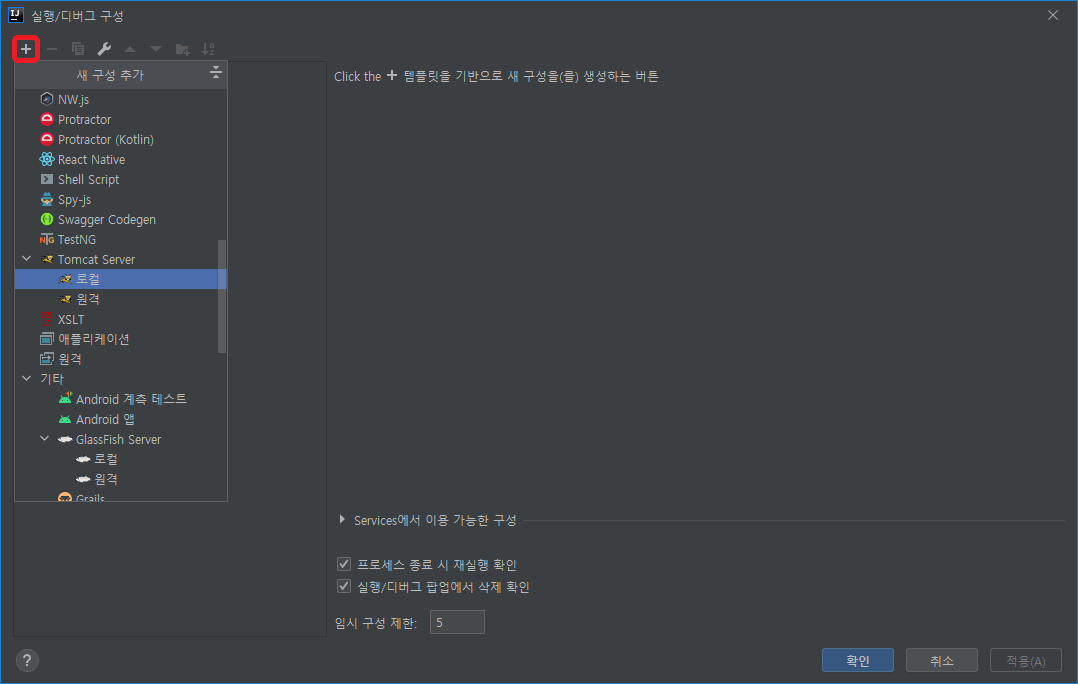 실행/디버그 구성
새 구성 추가
NW.js
Protractor
Protractor (Kotlin)
React Native
Shell Script
Spy-js
Swagger Codegen
TestNG
Tomcat Server
로컬
원격
XSLT
애플리케이션
원격
기타
Android 계측 테스트
Android 앱
GlassFish Server
로컬
원격
Grails
Click the + 템플릿을 기반으로 새 구성을(를) 생성하는 버튼
Services에서 이용 가능한 구성
프로세스 종료 시 재실행 확인
실행/디버그 팝업에서 삭제 확인
임시 구성 제한: 5
? 확인 취소 적용(A)